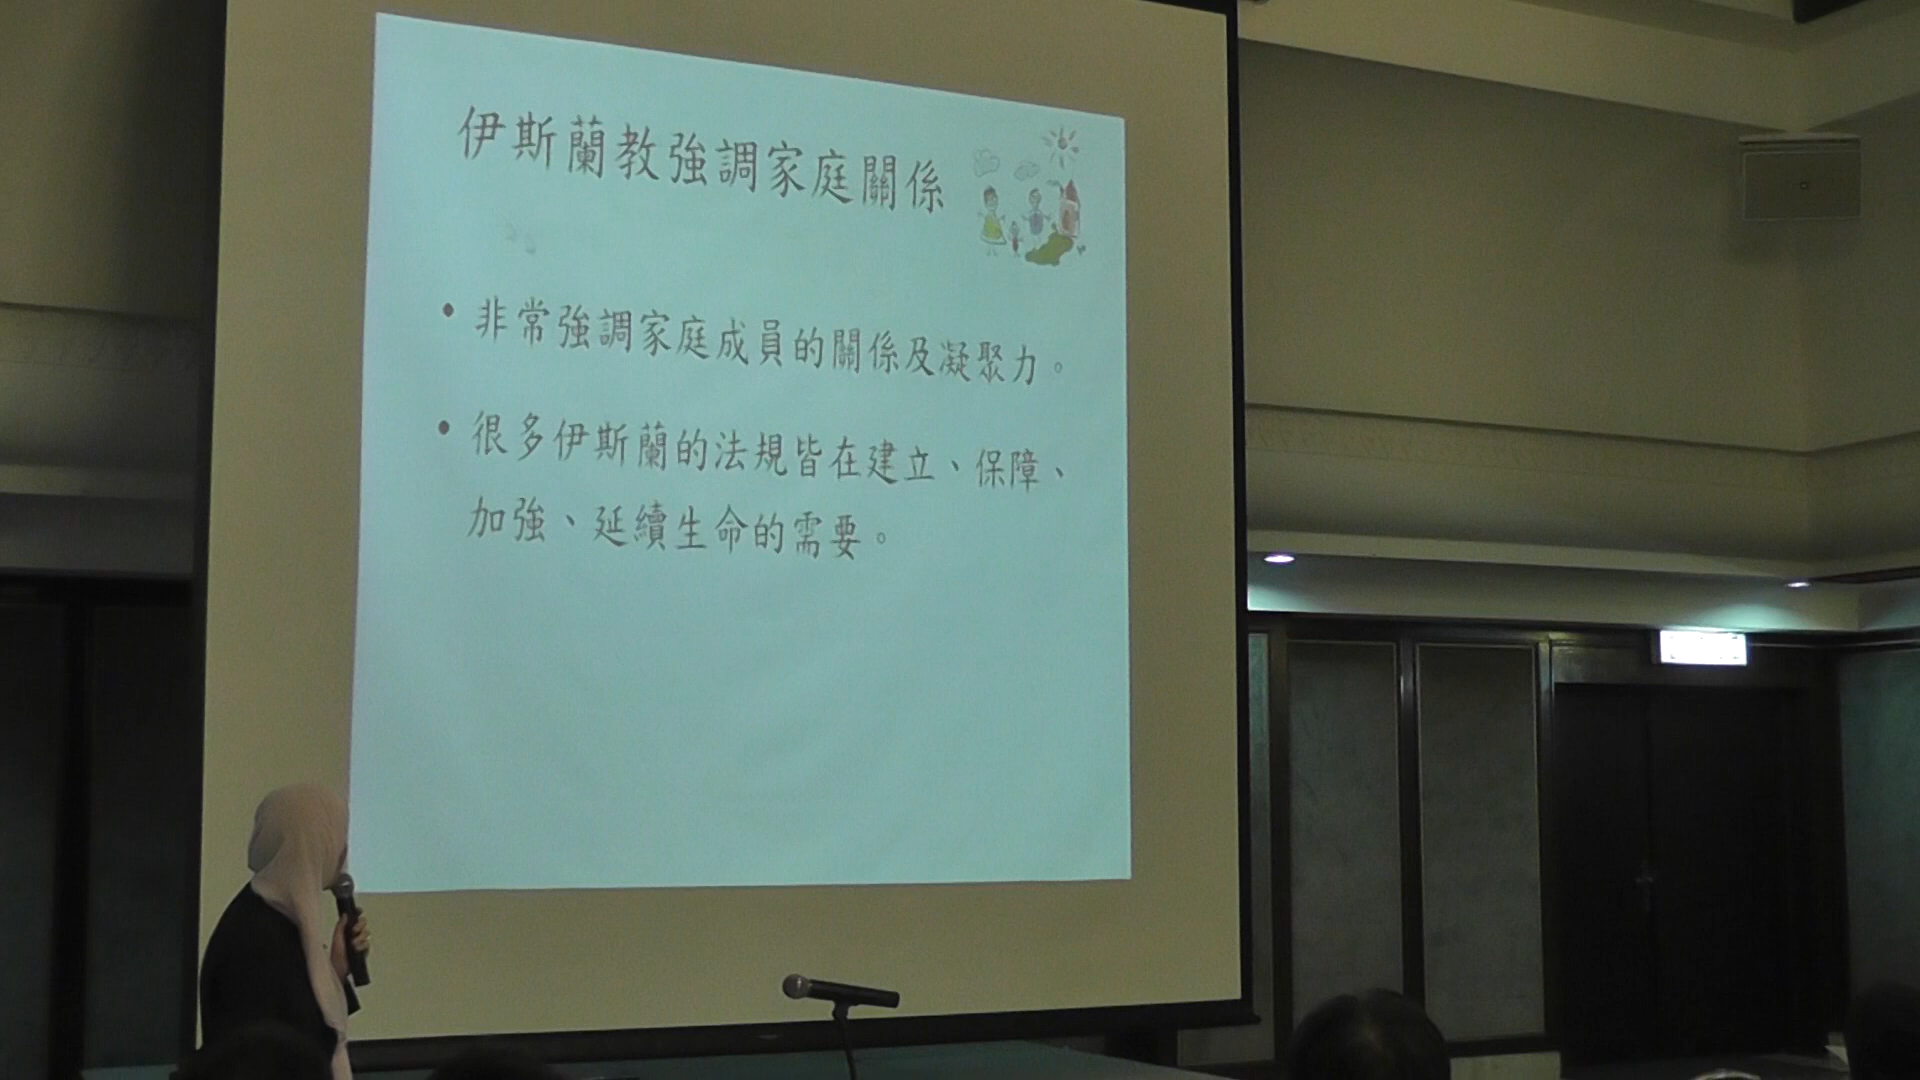 伊斯蘭教強調家庭關係
• 非常強調家庭成員的關係及凝聚力。
• 很多伊斯蘭的法規皆在建立、保障、
加強、延續生命的需要。